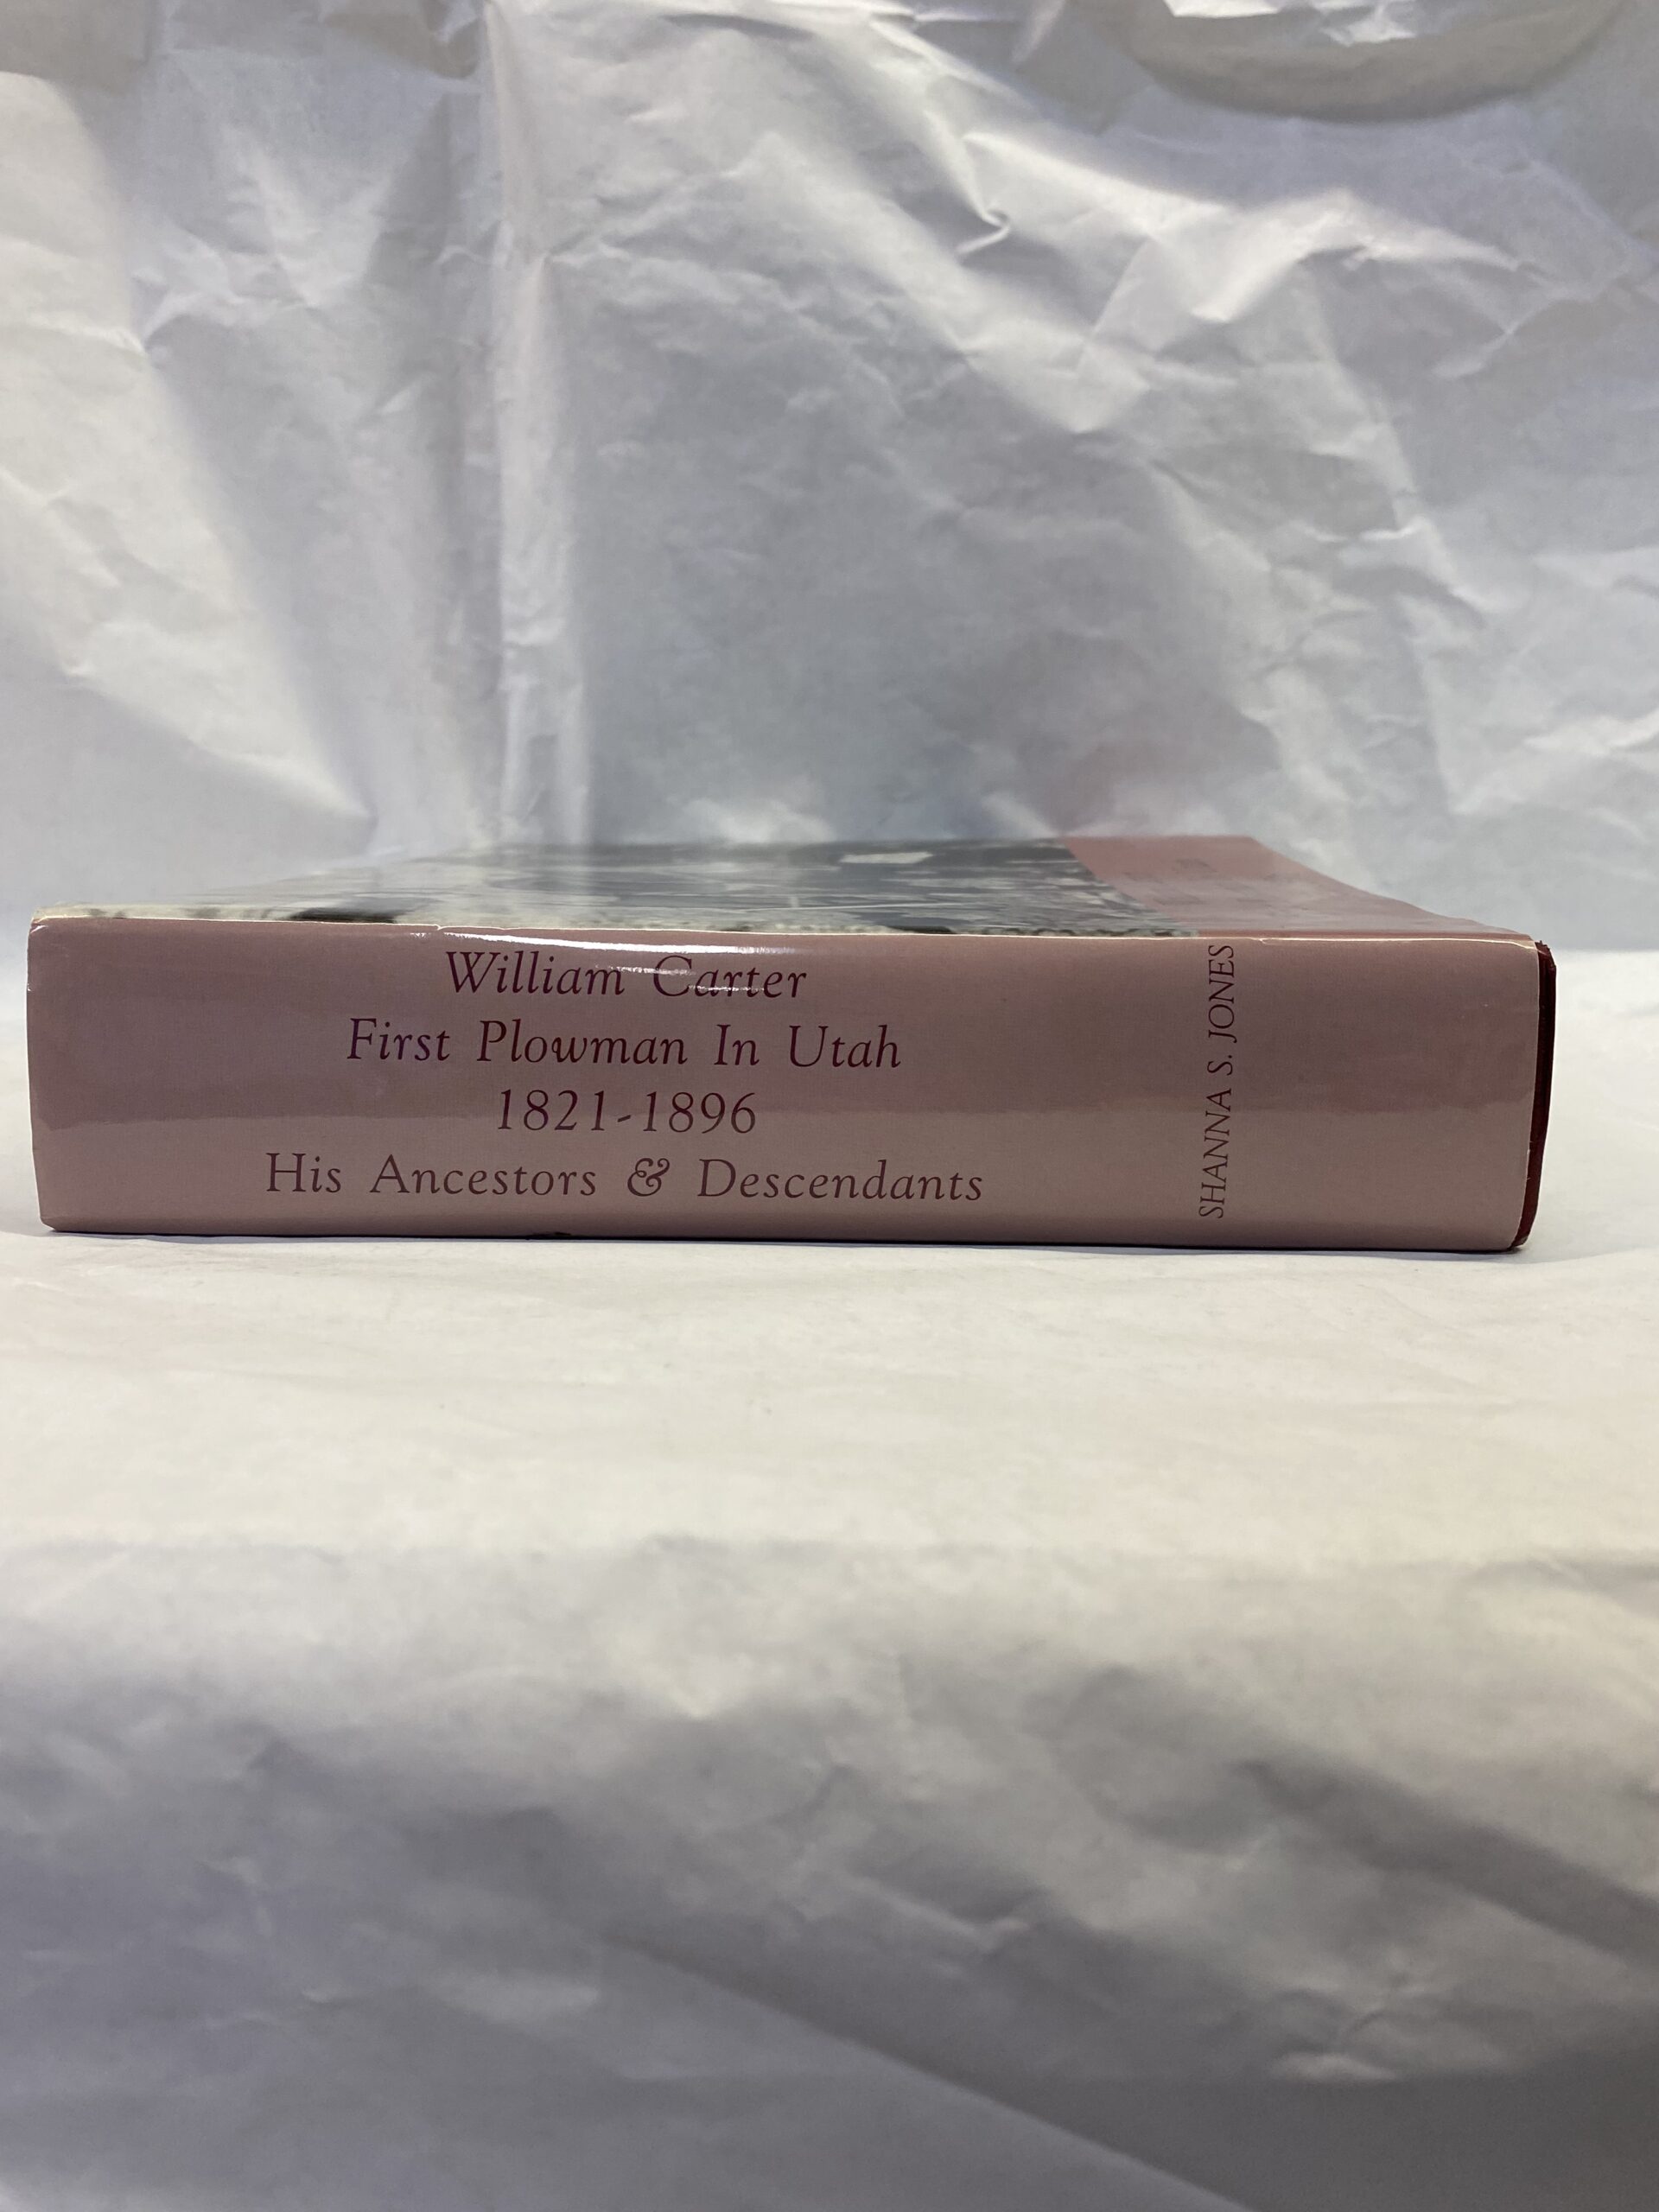 William Carter
First Plowman In Utah
1821-1896
His Ancestors & Descendants
SHANNA S. JONES